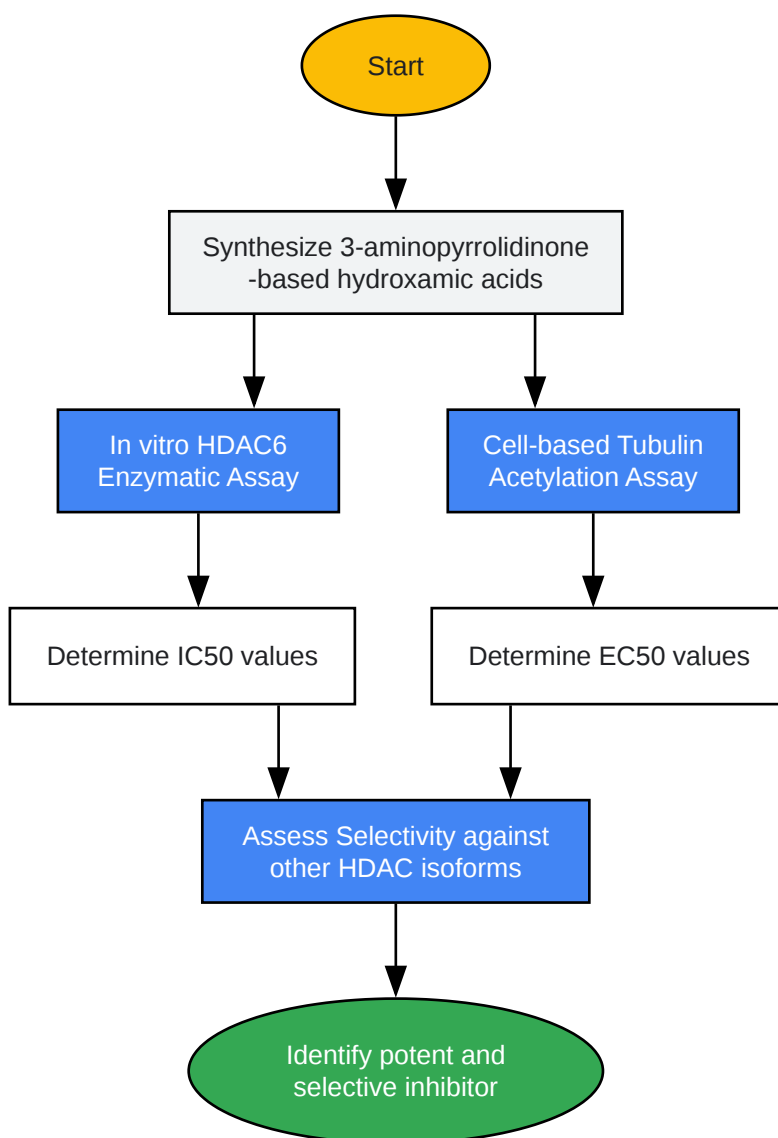 Start
Synthesize 3-aminopyrrolidinone
-based hydroxamic acids
In vitro HDAC6
Enzymatic Assay
Cell-based Tubulin
Acetylation Assay
Determine IC50 values
Determine EC50 values
Assess Selectivity against
other HDAC isoforms
Identify potent and
selective inhibitor